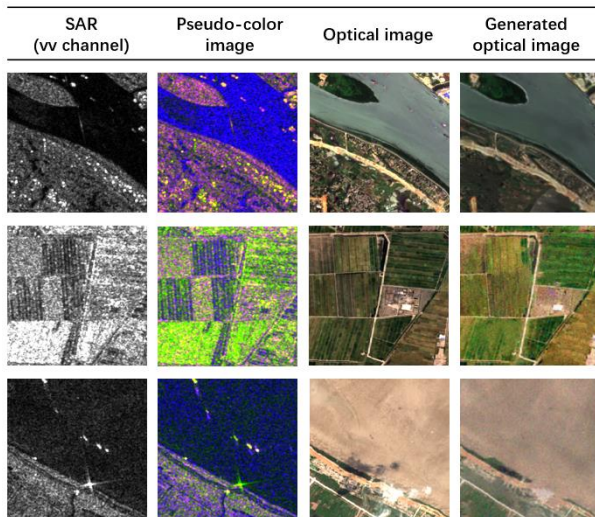 SAR
(vv channel)
Pseudo-color
image
Optical image
Generated
optical image